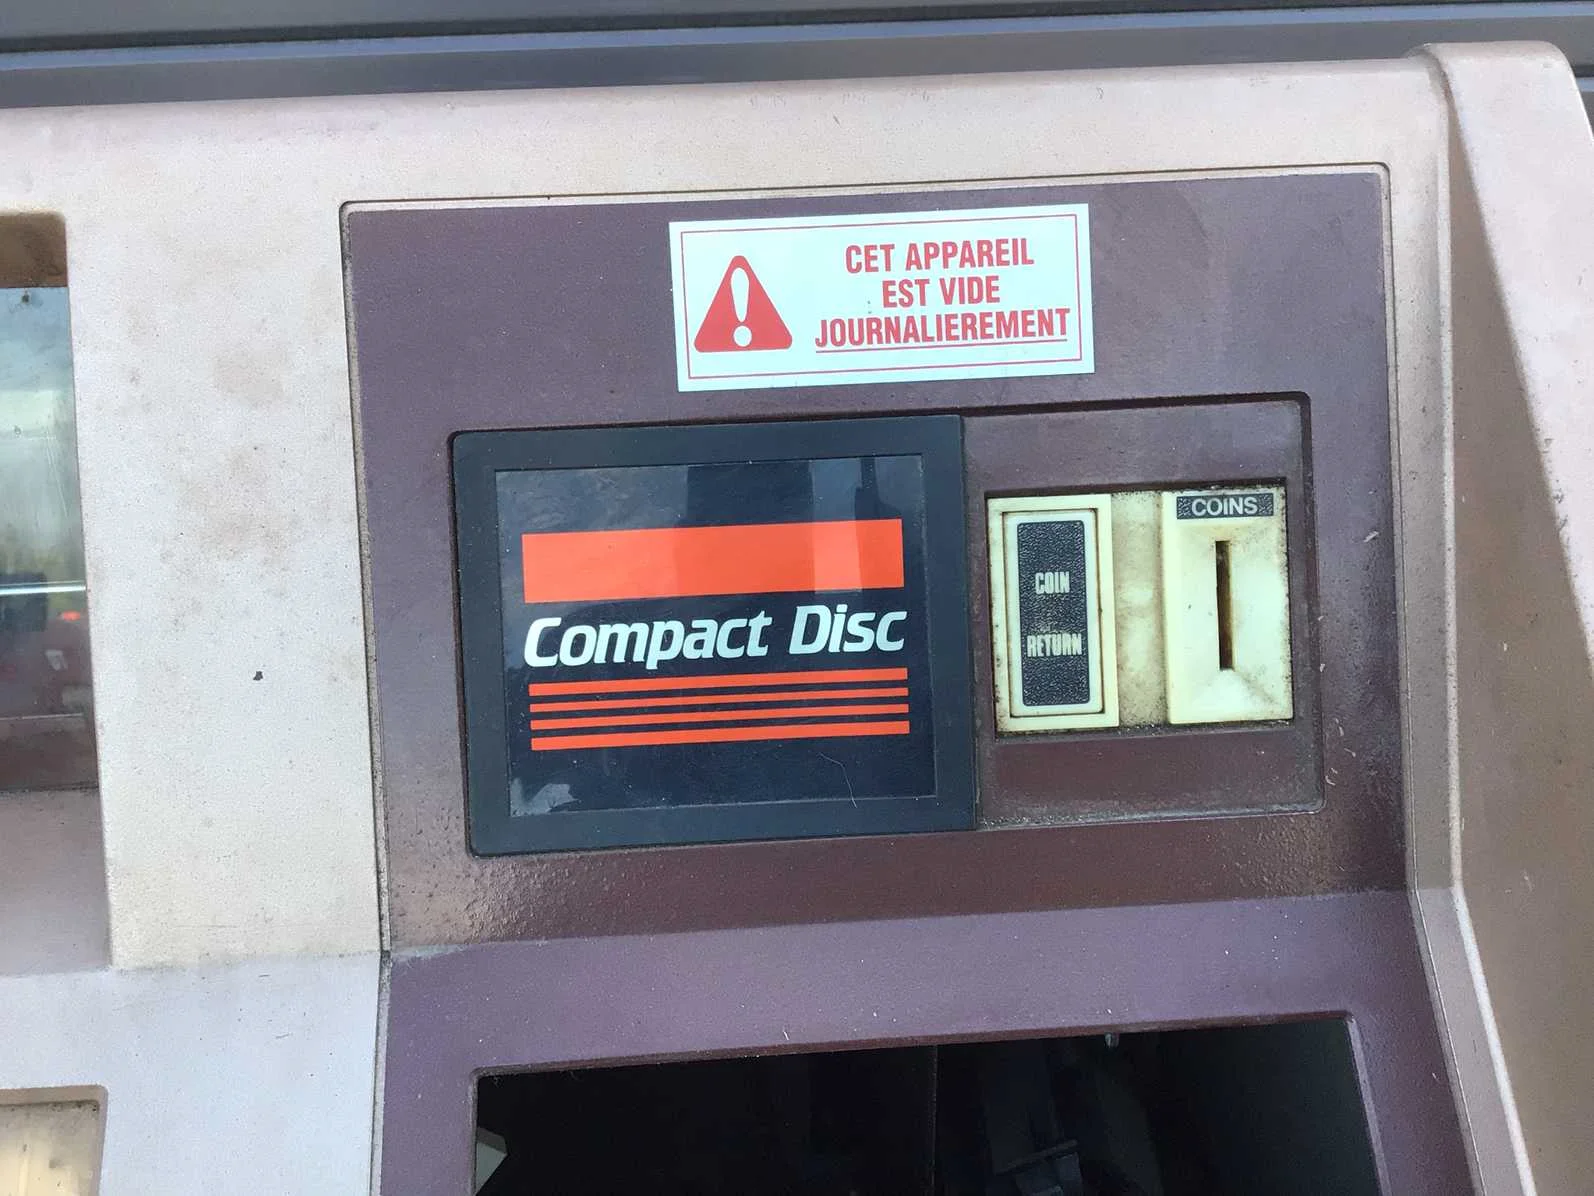 CET APPAREIL
EST VIDE
JOURNALIEREMENT
Compact Disc
COIN
RETURN
COINS